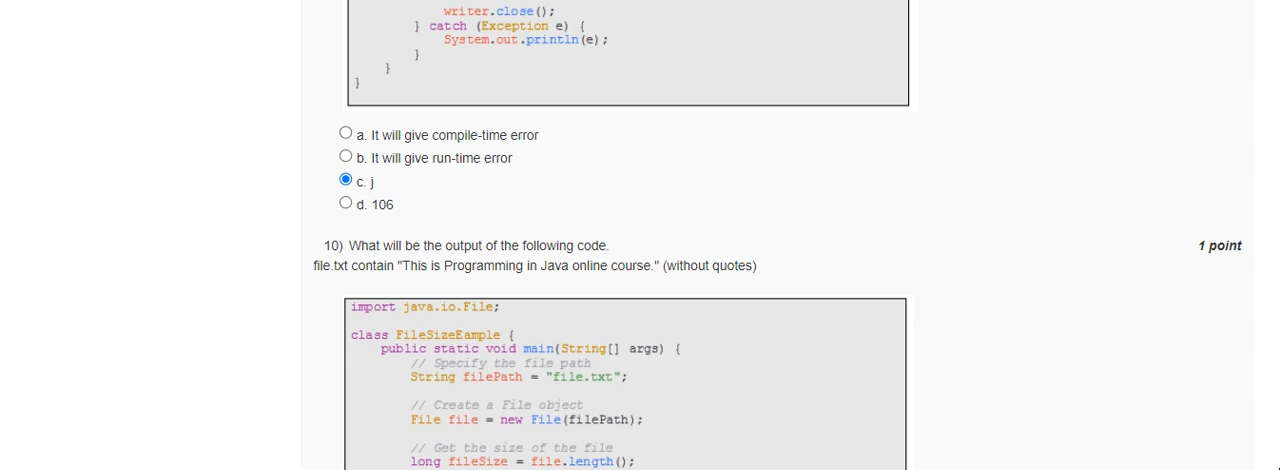 writer.close();
} catch (Exception e) {
System.out.println(e);
}
}
}
a. It will give compile-time error
b. It will give run-time error
c. j
d. 106
10) What will be the output of the following code.
1 point
file.txt contain "This is Programming in Java online course." (without quotes)
import java.io.File;
class FileSizeEample {
public static void main(String[] args) {
// Specify the file path
String filePath = "file.txt";
// Create a File object
File file = new File(filePath);
// Get the size of the file
long fileSize = file.length();